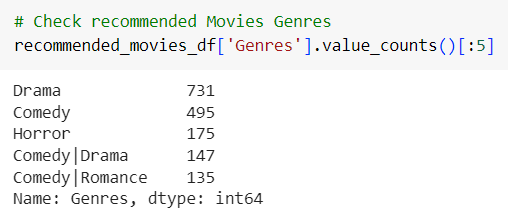 # Check recommended Movies Genres
recommended_movies_df['Genres'].value_counts()[:5]
Drama 731
Comedy 495
Horror 175
Comedy|Drama 147
Comedy|Romance 135
Name: Genres, dtype: int64